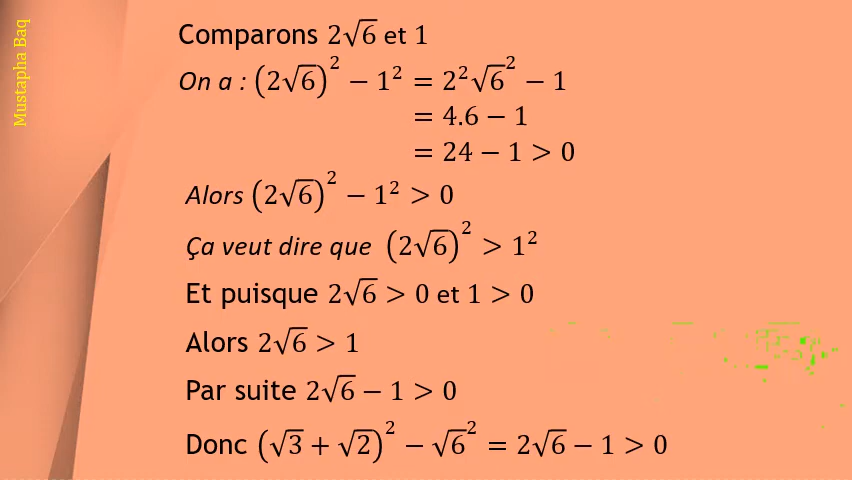 Mustapha Baq
Comparons 2√6 et 1
On a : (2√6)² − 1² = 2²√6² − 1
= 4.6 − 1
= 24 − 1 > 0
Alors (2√6)² − 1² > 0
Ça veut dire que (2√6)² > 1²
Et puisque 2√6 > 0 et 1 > 0
Alors 2√6 > 1
Par suite 2√6 − 1 > 0
Donc (√3 + √2)² − √6² = 2√6 − 1 > 0